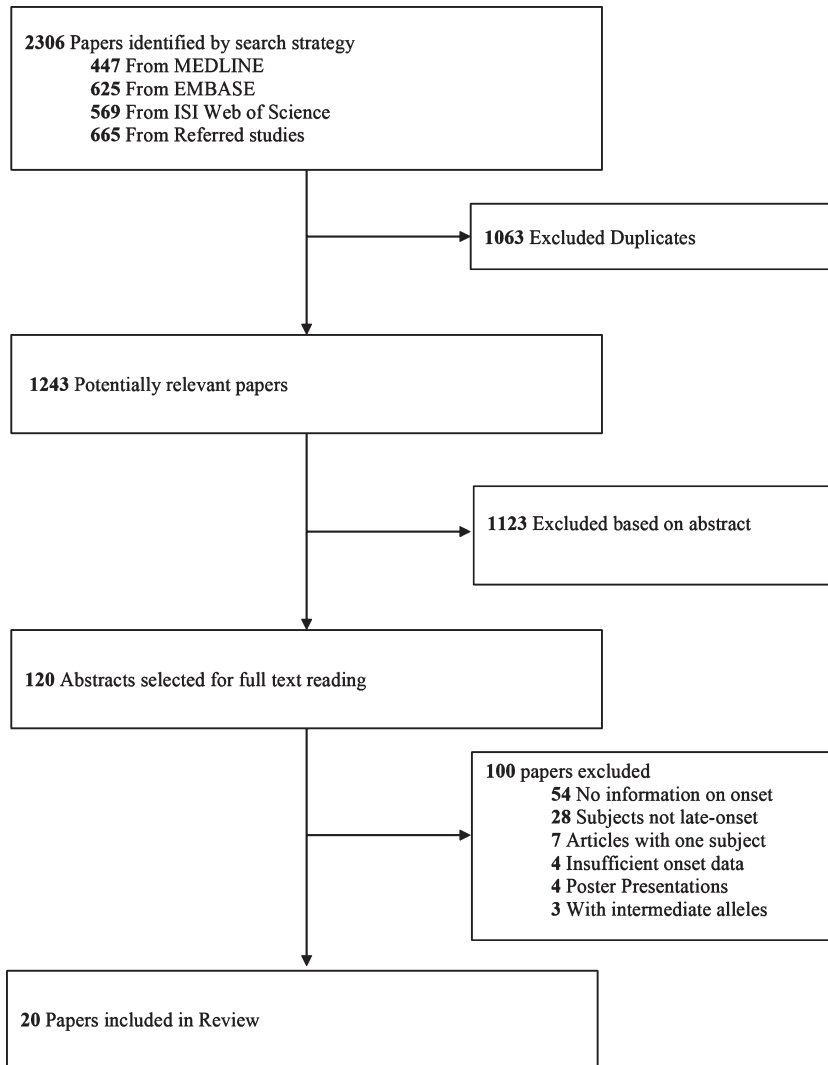 2306 Papers identified by search strategy
447 From MEDLINE
625 From EMBASE
569 From ISI Web of Science
665 From Referred studies
1063 Excluded Duplicates
1243 Potentially relevant papers
1123 Excluded based on abstract
120 Abstracts selected for full text reading
100 papers excluded
54 No information on onset
28 Subjects not late-onset
7 Articles with one subject
4 Insufficient onset data
4 Poster Presentations
3 With intermediate alleles
20 Papers included in Review